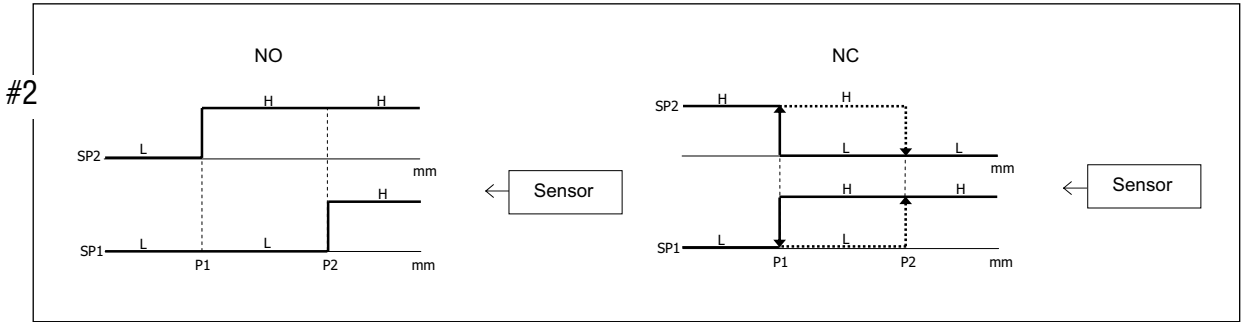 #2
NO
H H
SP2 L
mm
H
SP1 L L
P1 P2 mm
Sensor
NC
SP2 H H
L L
mm
H H
SP1 L L
P1 P2 mm
Sensor